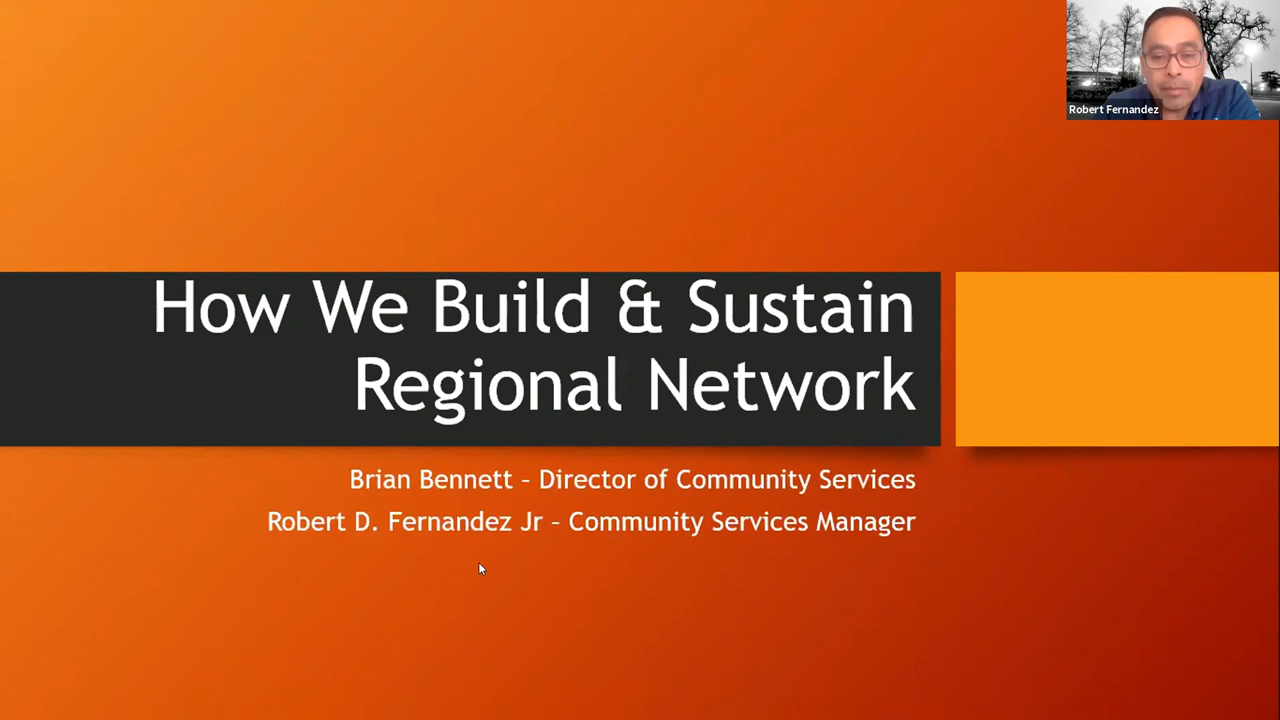 Robert Fernandez
How We Build & Sustain
Regional Network
Brian Bennett – Director of Community Services
Robert D. Fernandez Jr – Community Services Manager